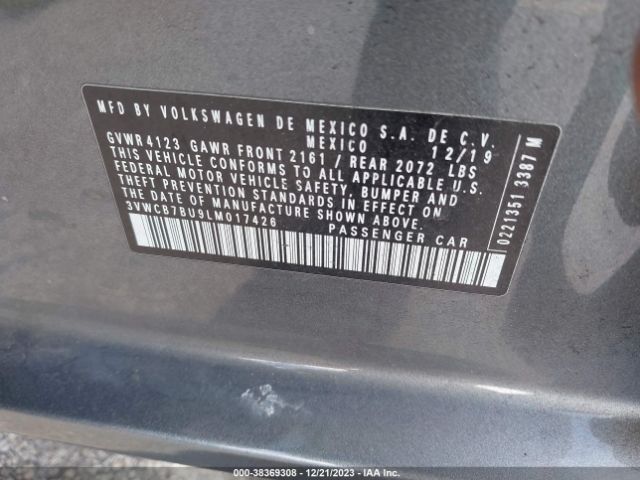 MFD BY VOLKSWAGEN DE MEXICO S.A. DE C.V.
MEXICO 12/19
GVWR 4123 GAWR FRONT 2161 / REAR 2072 LBS
THIS VEHICLE CONFORMS TO ALL APPLICABLE U.S.
FEDERAL MOTOR VEHICLE SAFETY, BUMPER AND
THEFT PREVENTION STANDARDS IN EFFECT ON
DATE OF MANUFACTURE SHOWN ABOVE.
3VWCB7BU9LM017426 PASSENGER CAR
0221351 3387 M
000-38369308 - 12/21/2023 - IAA Inc.